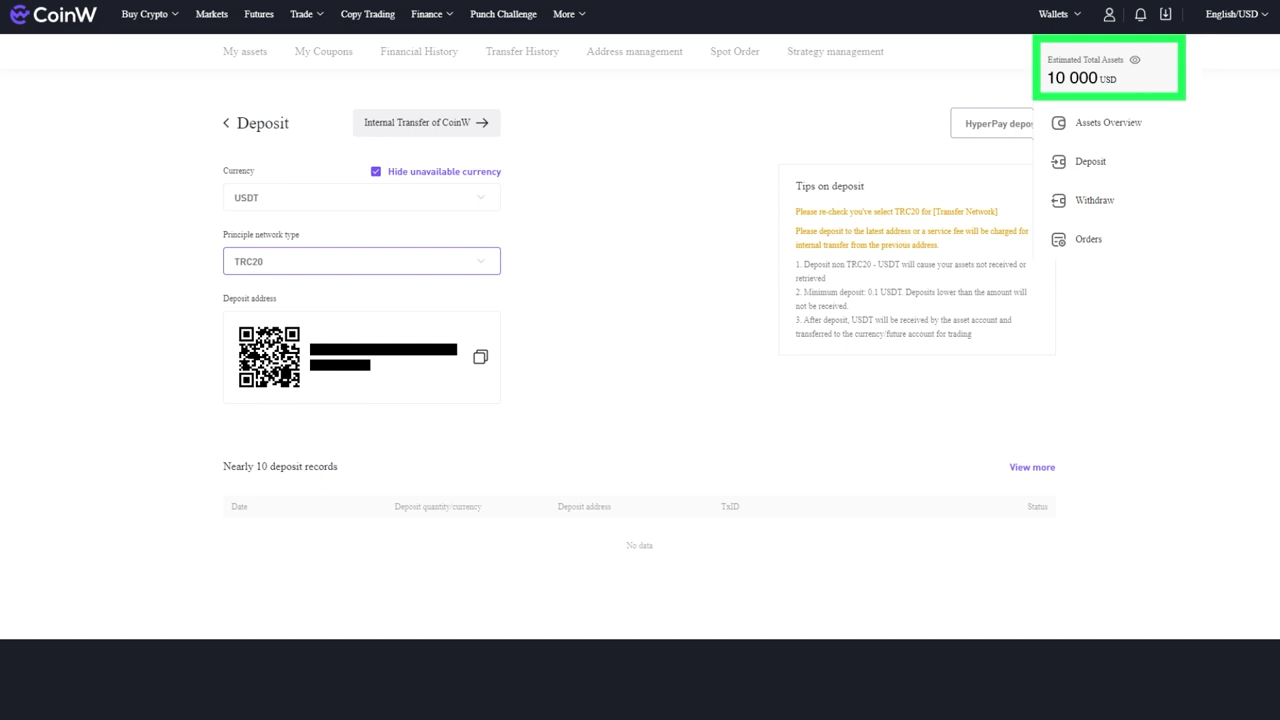 CoinW
Buy Crypto
Markets
Futures
Trade
Copy Trading
Finance
Punch Challenge
More
Wallets
English/USD
My assets
My Coupons
Financial History
Transfer History
Address management
Spot Order
Strategy management
Estimated Total Assets
10 000 USD
Assets Overview
Deposit
Withdraw
Orders
Deposit
Internal Transfer of CoinW
HyperPay depos
Currency
Hide unavailable currency
USDT
Principle network type
TRC20
Deposit address
Tips on deposit
Please re-check you've select TRC20 for [Transfer Network]
Please deposit to the latest address or a service fee will be charged for
internal transfer from the previous address.
1. Deposit non TRC20 - USDT will cause your assets not received or
retrieved
2. Minimum deposit: 0.1 USDT. Deposits lower than the amount will
not be received.
3. After deposit, USDT will be received by the asset account and
transferred to the currency/future account for trading
Nearly 10 deposit records
View more
Date
Deposit quantity/currency
Deposit address
TxID
Status
No data